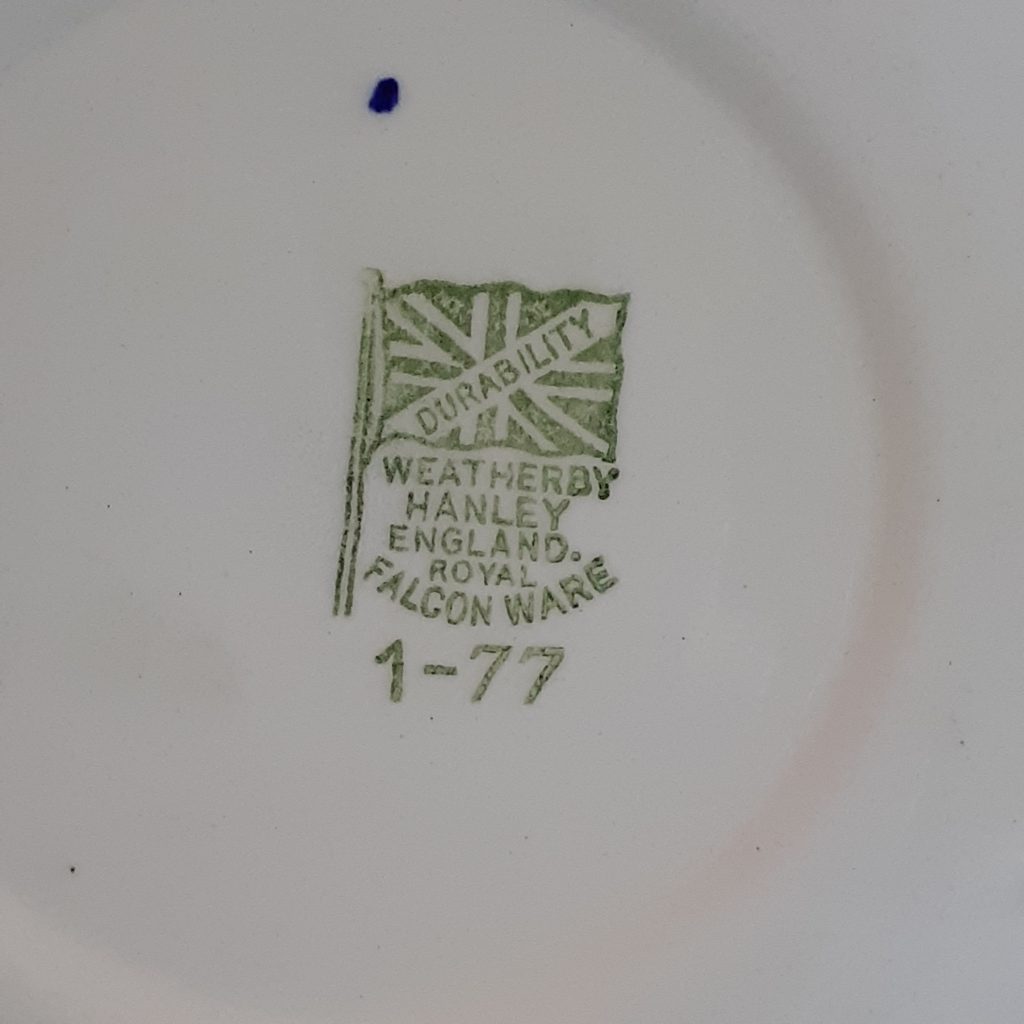 DURABILITY
WEATHERBY
HANLEY
ENGLAND.
ROYAL
FALCON WARE
1-77